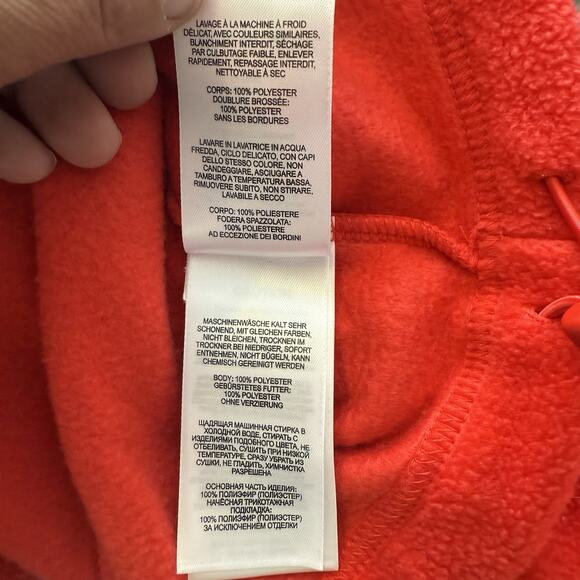 LAVAGE À LA MACHINE À FROID
DÉLICAT, AVEC COULEURS SIMILAIRES,
BLANCHIMENT INTERDIT, SÉCHAGE
PAR CULBUTAGE FAIBLE, ENLEVER
RAPIDEMENT, REPASSAGE INTERDIT,
NETTOYABLE À SEC
CORPS: 100% POLYESTER
DOUBLURE BROSSÉE:
100% POLYESTER
SANS LES BORDURES
LAVARE IN LAVATRICE IN ACQUA
FREDDA, CICLO DELICATO, CON CAPI
DELLO STESSO COLORE, NON
CANDEGGIARE, ASCIUGARE A
TAMBURO A TEMPERATURA BASSA,
RIMUOVERE SUBITO, NON STIRARE,
LAVABILE A SECCO
CORPO: 100% POLIESTERE
FODERA SPAZZOLATA:
100% POLIESTERE
AD ECCEZIONE DEI BORDINI
MASCHINENWÄSCHE KALT SEHR
SCHONEND, MIT GLEICHEN FARBEN,
NICHT BLEICHEN, TROCKNEN IM
TROCKNER BEI NIEDRIGER, SOFORT
ENTNEHMEN, NICHT BÜGELN, KANN
CHEMISCH GEREINIGT WERDEN
BODY: 100% POLYESTER
GEBÜRSTETES FUTTER:
100% POLYESTER
OHNE VERZIERUNG
ЩАДЯЩАЯ МАШИННАЯ СТИРКА В
ХОЛОДНОЙ ВОДЕ, СТИРАТЬ С
ИЗДЕЛИЯМИ ПОДОБНОГО ЦВЕТА, НЕ
ОТБЕЛИВАТЬ, СУШИТЬ ПРИ НИЗКОЙ
ТЕМПЕРАТУРЕ, СРАЗУ УБРАТЬ ИЗ
СУШКИ, НЕ ГЛАДИТЬ, ХИМЧИСТКА
РАЗРЕШЕНА
ОСНОВНАЯ ЧАСТЬ ИЗДЕЛИЯ:
100% ПОЛИЭФИР (ПОЛИЭСТЕР)
НАЧЁСНАЯ ТРИКОТАЖНАЯ
ПОДКЛАДКА:
100% ПОЛИЭФИР (ПОЛИЭСТЕР)
ЗА ИСКЛЮЧЕНИЕМ ОТДЕЛКИ